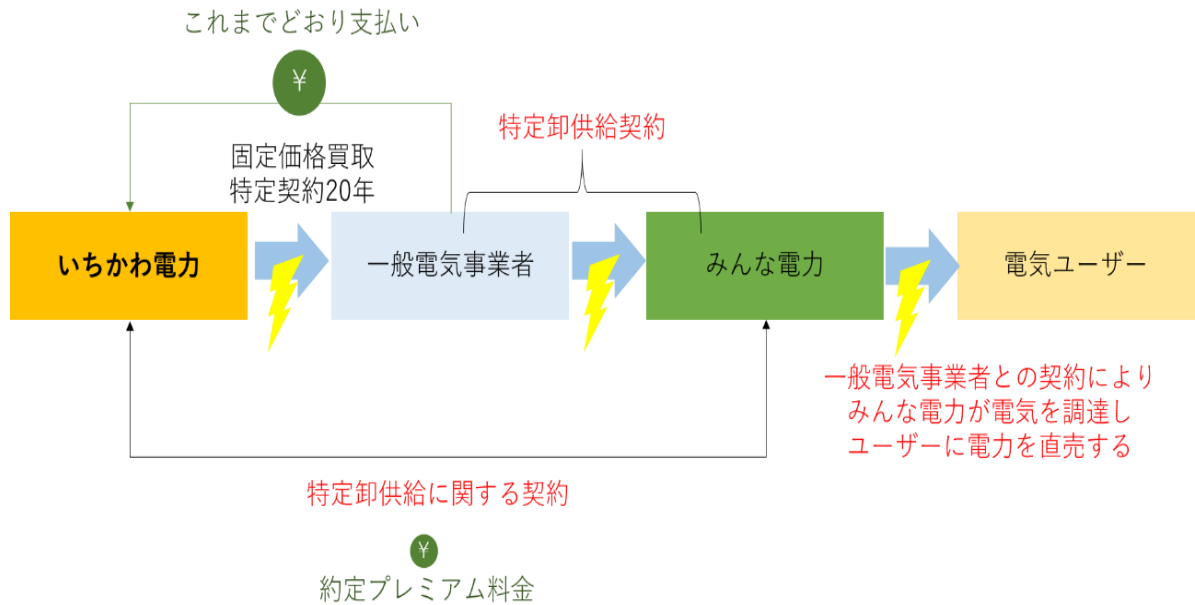 これまでどおり支払い
¥
特定卸供給契約
固定価格買取
特定契約20年
いちかわ電力
一般電気事業者
みんな電力
電気ユーザー
一般電気事業者との契約により
みんな電力が電気を調達し
ユーザーに電力を直売する
特定卸供給に関する契約
¥
約定プレミアム料金